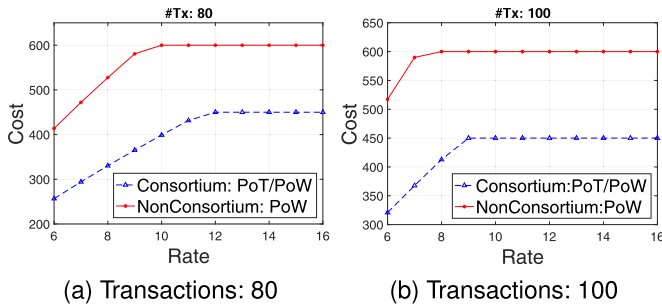 #Tx: 80
600
500
400
300
200
Cost
6
8
10
12
14
16
Rate
Consortium: PoT/PoW
NonConsortium: PoW
(a) Transactions: 80
#Tx: 100
650
600
550
500
450
400
350
300
Cost
6
8
10
12
14
16
Rate
Consortium:PoT/PoW
NonConsortium:PoW
(b) Transactions: 100